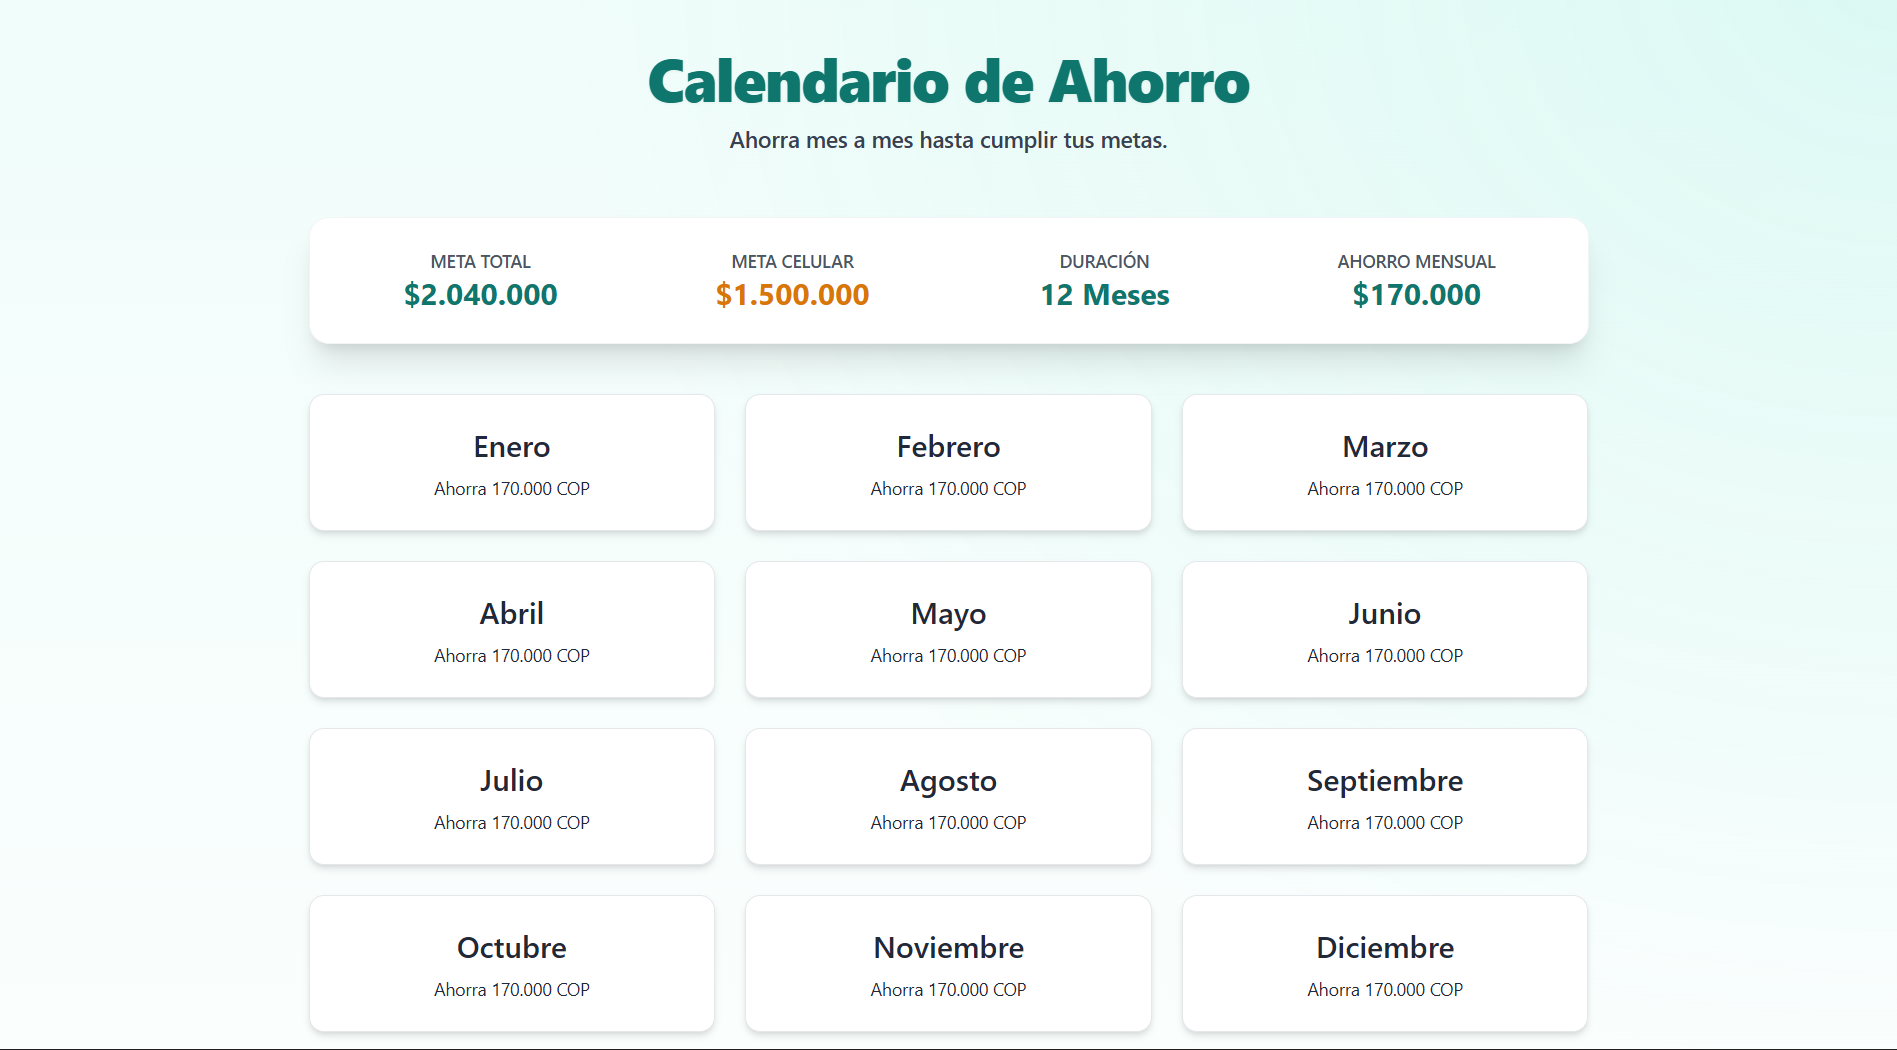 Calendario de Ahorro
Ahorra mes a mes hasta cumplir tus metas.
META TOTAL
$2.040.000
META CELULAR
$1.500.000
DURACIÓN
12 Meses
AHORRO MENSUAL
$170.000
Enero
Ahorra 170.000 COP
Febrero
Ahorra 170.000 COP
Marzo
Ahorra 170.000 COP
Abril
Ahorra 170.000 COP
Mayo
Ahorra 170.000 COP
Junio
Ahorra 170.000 COP
Julio
Ahorra 170.000 COP
Agosto
Ahorra 170.000 COP
Septiembre
Ahorra 170.000 COP
Octubre
Ahorra 170.000 COP
Noviembre
Ahorra 170.000 COP
Diciembre
Ahorra 170.000 COP